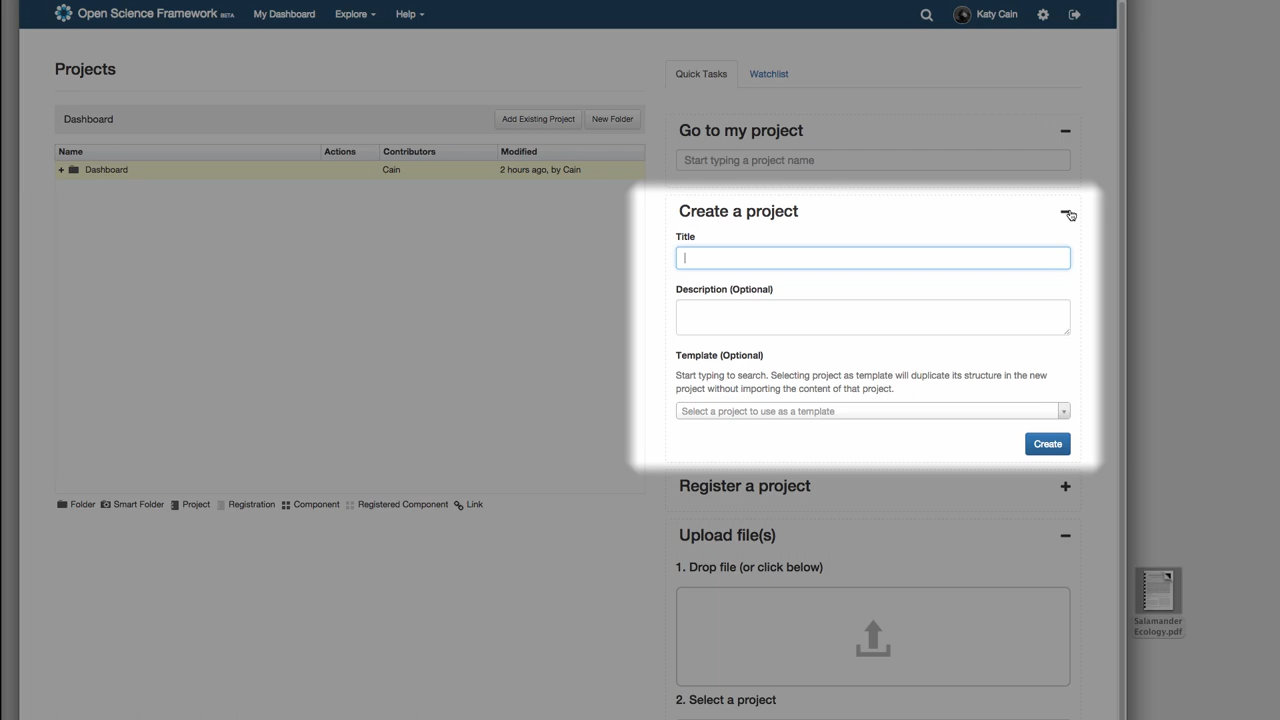 Open Science Framework BETA My Dashboard Explore Help Katy Cain
Projects
Dashboard Add Existing Project New Folder
Name Actions Contributors Modified
Dashboard Cain 2 hours ago, by Cain
Folder Smart Folder Project Registration Component Registered Component Link
Quick Tasks Watchlist
Go to my project
Start typing a project name
Create a project
Title
Description (Optional)
Template (Optional)
Start typing to search. Selecting project as template will duplicate its structure in the new
project without importing the content of that project.
Select a project to use as a template
Create
Register a project
Upload file(s)
1. Drop file (or click below)
2. Select a project
Salamander
Ecology.pdf